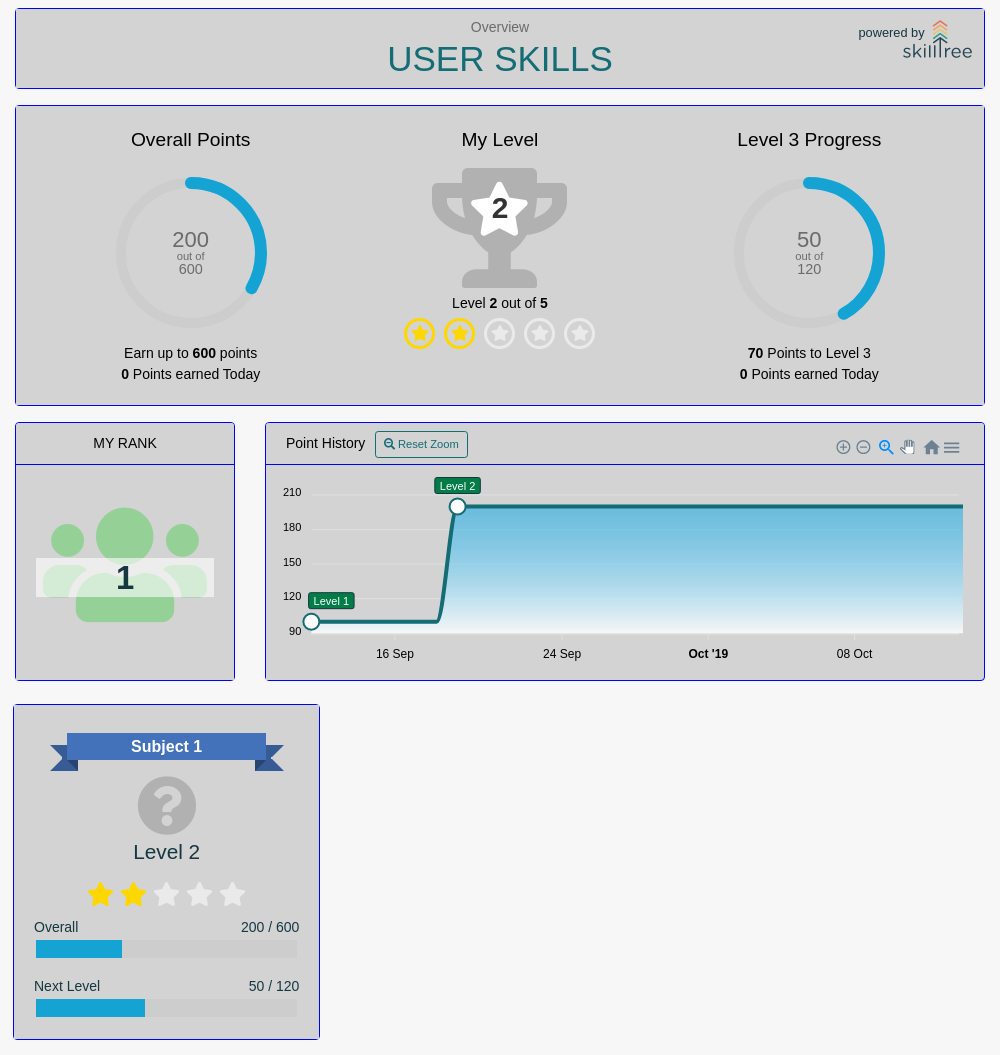 Overview
USER SKILLS
powered by
skilltree
Overall Points
200
out of
600
Earn up to 600 points
0 Points earned Today
My Level
2
Level 2 out of 5
Level 3 Progress
50
out of
120
70 Points to Level 3
0 Points earned Today
MY RANK
1
Point History
Reset Zoom
210
180
150
120
90
Level 1
Level 2
16 Sep
24 Sep
Oct '19
08 Oct
Subject 1
Level 2
Overall 200 / 600
Next Level 50 / 120